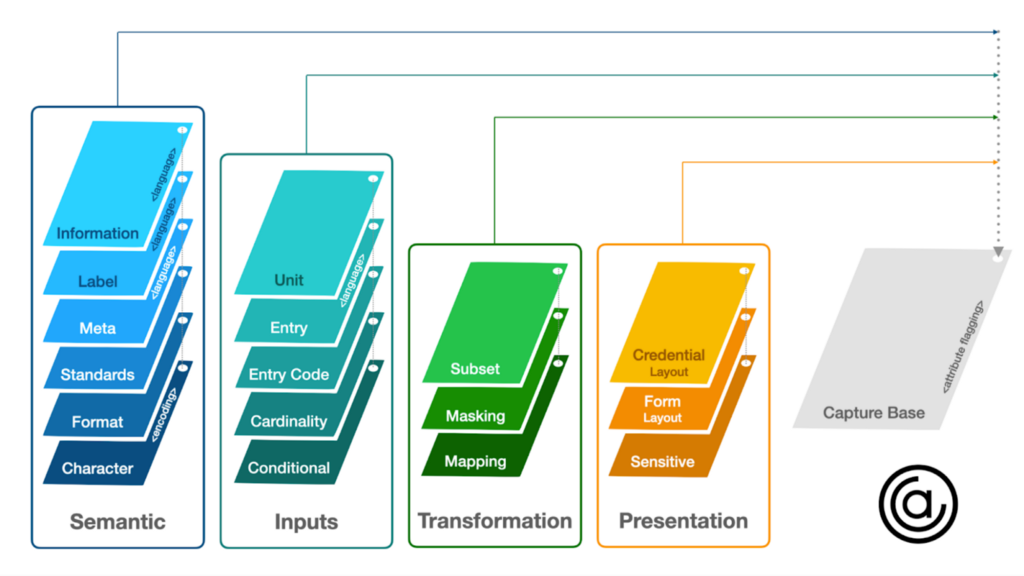 <language>
Information
<language>
Label
<language>
Meta
Standards
Format
<encoding>
Character
Semantic
Unit
<language>
Entry
Entry Code
Cardinality
Conditional
Inputs
Subset
Masking
Mapping
Transformation
Credential
Layout
Form
Layout
Sensitive
Presentation
<attribute flagging>
Capture Base
a